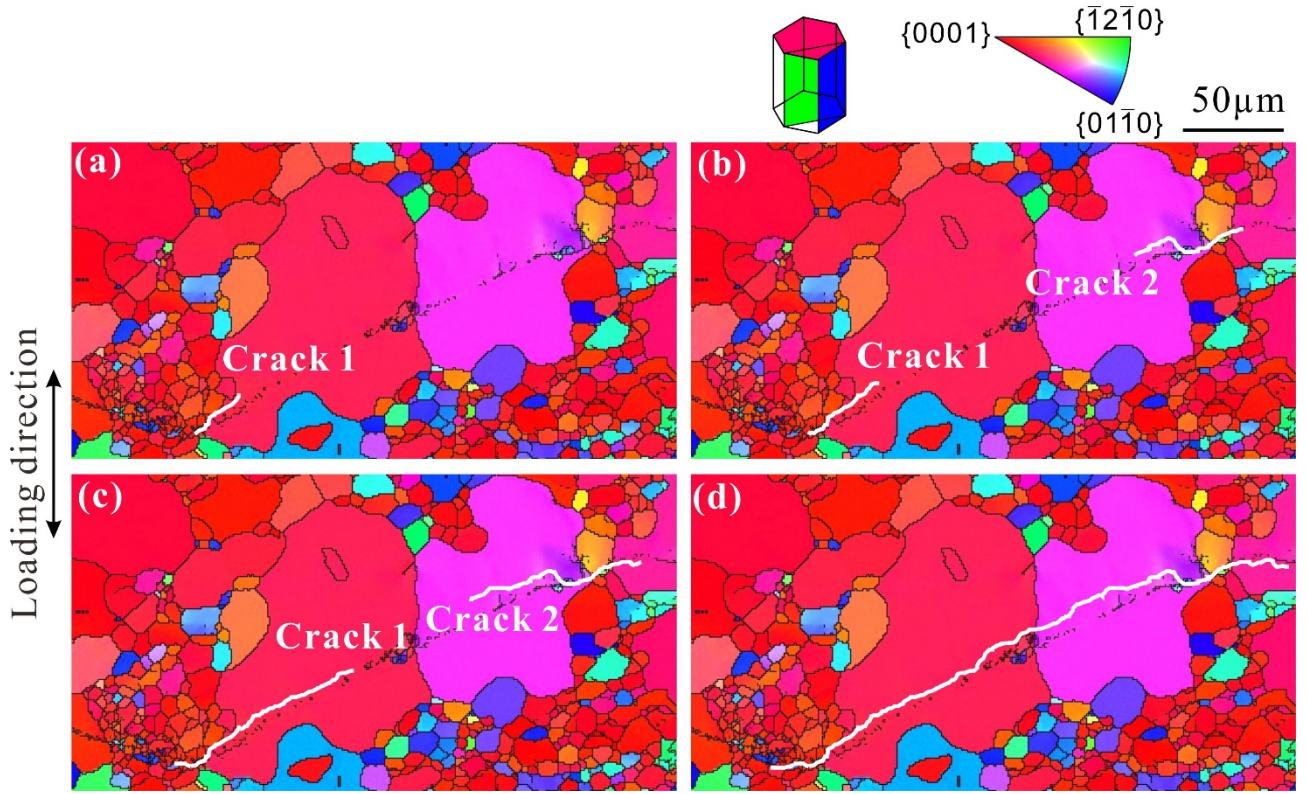 {0001}
{1̅21̅0}
{011̅0}
50μm
(a)
Crack 1
(b)
Crack 2
Crack 1
Loading direction
(c)
Crack 1
Crack 2
(d)